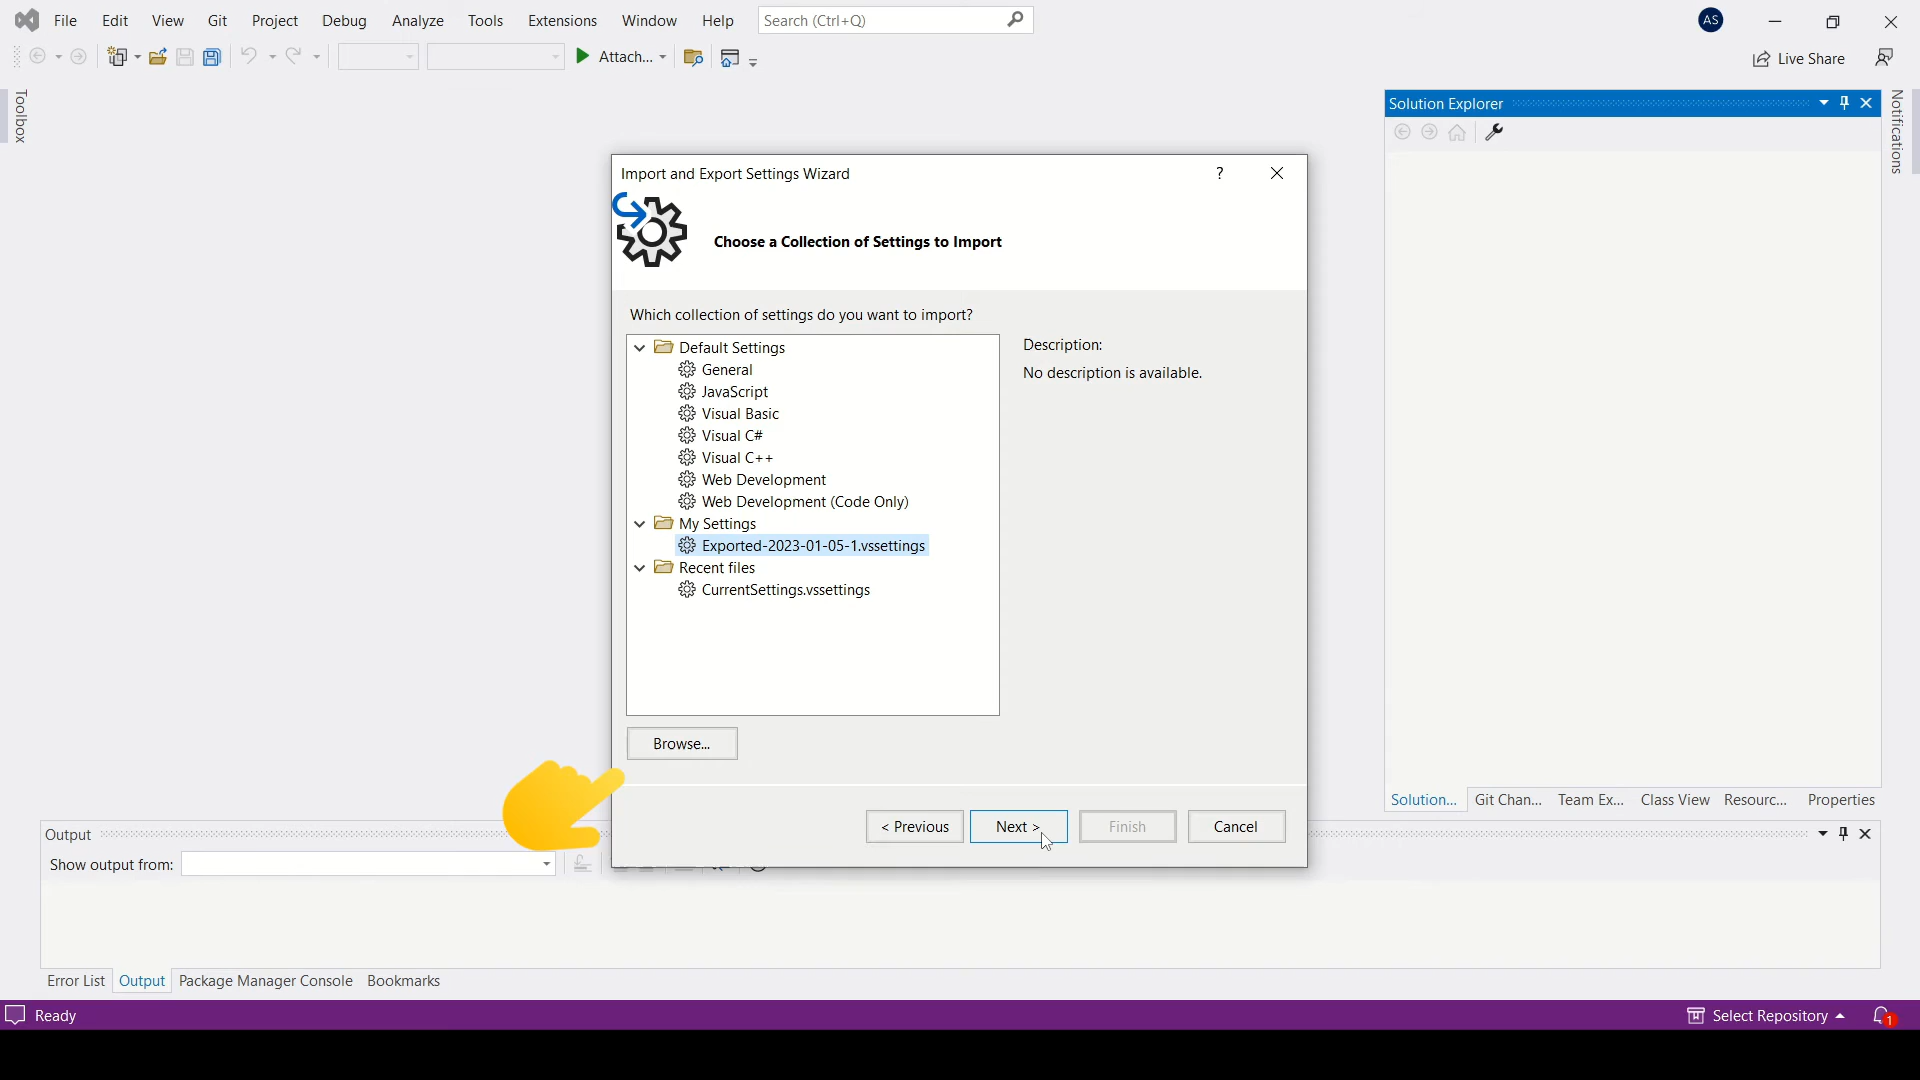 File Edit View Git Project Debug Analyze Tools Extensions Window Help Search (Ctrl+Q) AS
Attach... Live Share
Toolbox
Solution Explorer
Notifications
Import and Export Settings Wizard ?
Choose a Collection of Settings to Import
Which collection of settings do you want to import?
Default Settings
General
JavaScript
Visual Basic
Visual C#
Visual C++
Web Development
Web Development (Code Only)
My Settings
Exported-2023-01-05-1.vssettings
Recent files
CurrentSettings.vssettings
Description:
No description is available.
Browse...
< Previous Next > Finish Cancel
Solution... Git Chan... Team Ex... Class View Resourc... Properties
Output
Show output from:
Error List Output Package Manager Console Bookmarks
Ready Select Repository 1